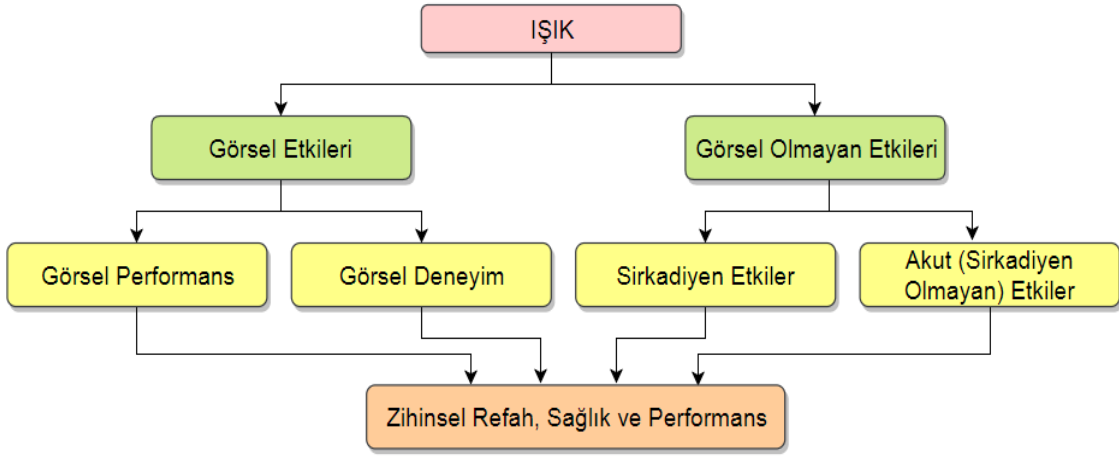 IŞIK
Görsel Etkileri
Görsel Olmayan Etkileri
Görsel Performans
Görsel Deneyim
Sirkadiyen Etkiler
Akut (Sirkadiyen
Olmayan) Etkiler
Zihinsel Refah, Sağlık ve Performans